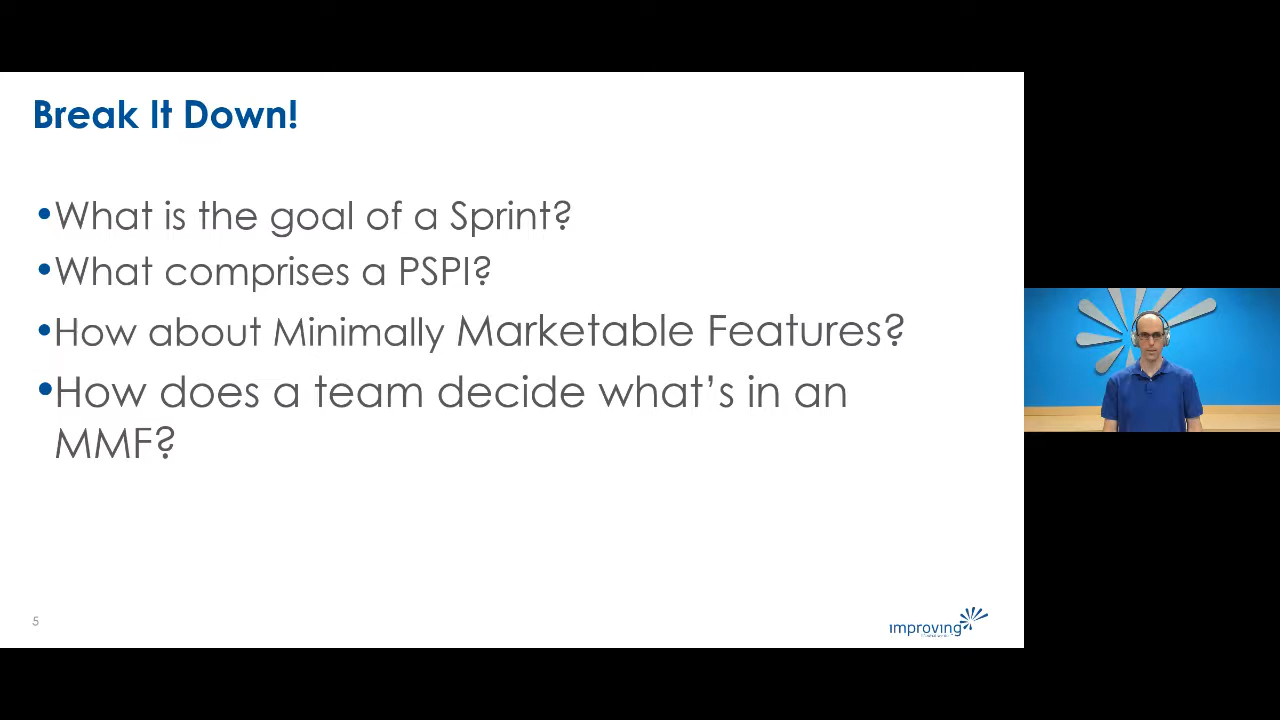 Break It Down!
•What is the goal of a Sprint?
•What comprises a PSPI?
•How about Minimally Marketable Features?
•How does a team decide what's in an
MMF?
5
improving